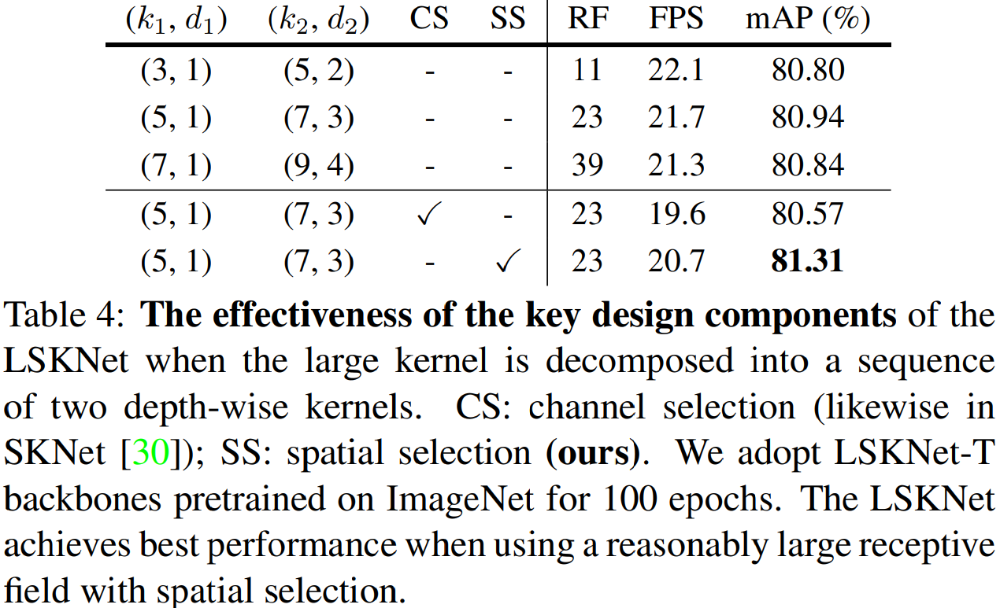 (k1, d1) (k2, d2) CS SS RF FPS mAP (%)
(3, 1) (5, 2) - - 11 22.1 80.80
(5, 1) (7, 3) - - 23 21.7 80.94
(7, 1) (9, 4) - - 39 21.3 80.84
(5, 1) (7, 3) ✓ - 23 19.6 80.57
(5, 1) (7, 3) - ✓ 23 20.7 81.31
Table 4: The effectiveness of the key design components of the
LSKNet when the large kernel is decomposed into a sequence
of two depth-wise kernels. CS: channel selection (likewise in
SKNet [30]); SS: spatial selection (ours). We adopt LSKNet-T
backbones pretrained on ImageNet for 100 epochs. The LSKNet
achieves best performance when using a reasonably large receptive
field with spatial selection.